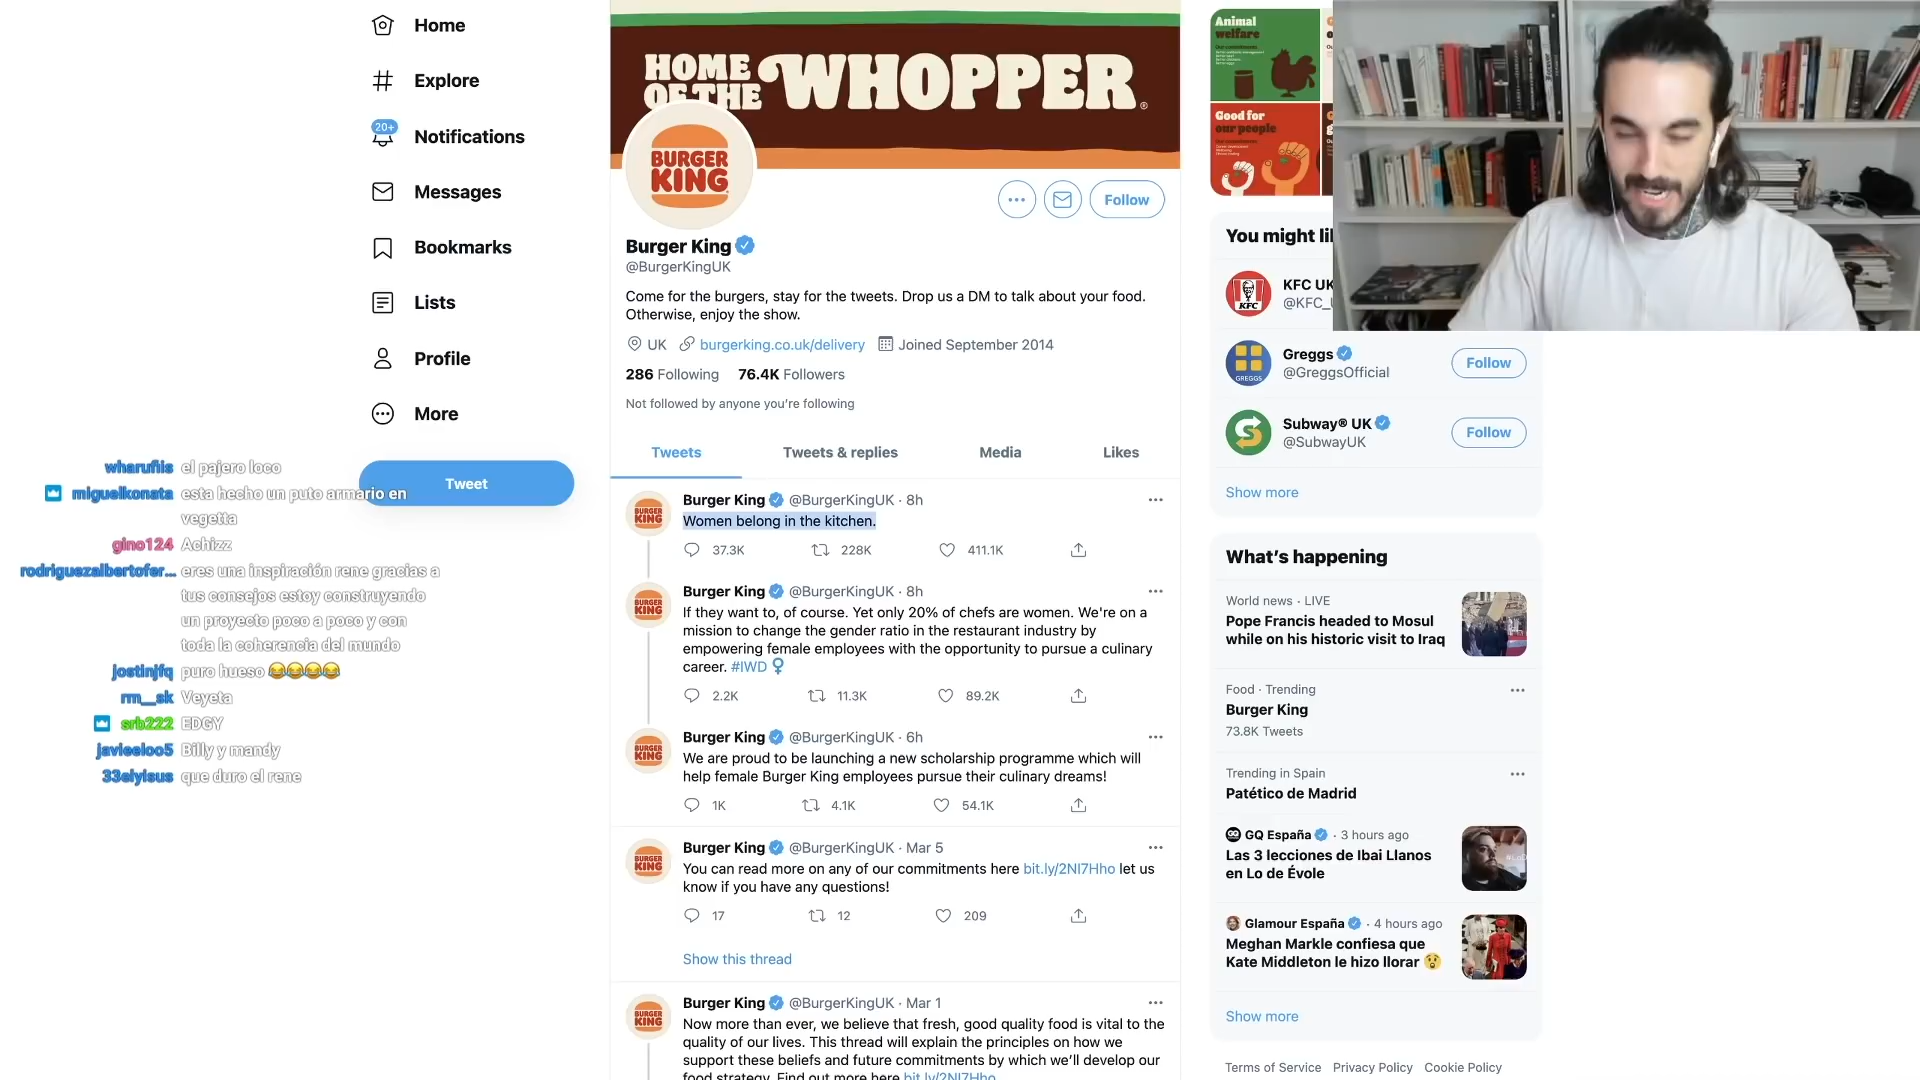 Home
Explore
20+
Notifications
Messages
Bookmarks
Lists
Profile
More
Tweet
wharufiis el pajero loco
miguelkonata esta hecho un puto armario en
vegetta
gino124 Achizz
rodriguezalbertofer... eres una inspiración rene gracias a
tus consejos estoy construyendo
un proyecto poco a poco y con
toda la coherencia del mundo
jostinjfq puro hueso 😂😂😂😂
rm__sk Veyeta
srb222 EDGY
javieeloo5 Billy y mandy
33elyisus que duro el rene
HOME OF THE WHOPPER®
BURGER
KING
Follow
Burger King
@BurgerKingUK
Come for the burgers, stay for the tweets. Drop us a DM to talk about your food.
Otherwise, enjoy the show.
UK burgerking.co.uk/delivery Joined September 2014
286 Following 76.4K Followers
Not followed by anyone you're following
Tweets Tweets & replies Media Likes
Burger King @BurgerKingUK · 8h
Women belong in the kitchen.
37.3K 228K 411.1K
Burger King @BurgerKingUK · 8h
If they want to, of course. Yet only 20% of chefs are women. We're on a
mission to change the gender ratio in the restaurant industry by
empowering female employees with the opportunity to pursue a culinary
career. #IWD ♀
2.2K 11.3K 89.2K
Burger King @BurgerKingUK · 6h
We are proud to be launching a new scholarship programme which will
help female Burger King employees pursue their culinary dreams!
1K 4.1K 54.1K
Burger King @BurgerKingUK · Mar 5
You can read more on any of our commitments here bit.ly/2NI7Hho let us
know if you have any questions!
17 12 209
Show this thread
Burger King @BurgerKingUK · Mar 1
Now more than ever, we believe that fresh, good quality food is vital to the
quality of our lives. This thread will explain the principles on how we
support these beliefs and future commitments by which we'll develop our
food strategy. Find out more here bit.ly/2NI7Hho
Animal
welfare
Good for
our people
You might li
KFC UK
@KFC_
Greggs
@GreggsOfficial
Follow
Subway® UK
@SubwayUK
Follow
Show more
What's happening
World news · LIVE
Pope Francis headed to Mosul
while on his historic visit to Iraq
Food · Trending
Burger King
73.8K Tweets
Trending in Spain
Patético de Madrid
GQ España · 3 hours ago
Las 3 lecciones de Ibai Llanos
en Lo de Évole
Glamour España · 4 hours ago
Meghan Markle confiesa que
Kate Middleton le hizo llorar 😲
Show more
Terms of Service Privacy Policy Cookie Policy